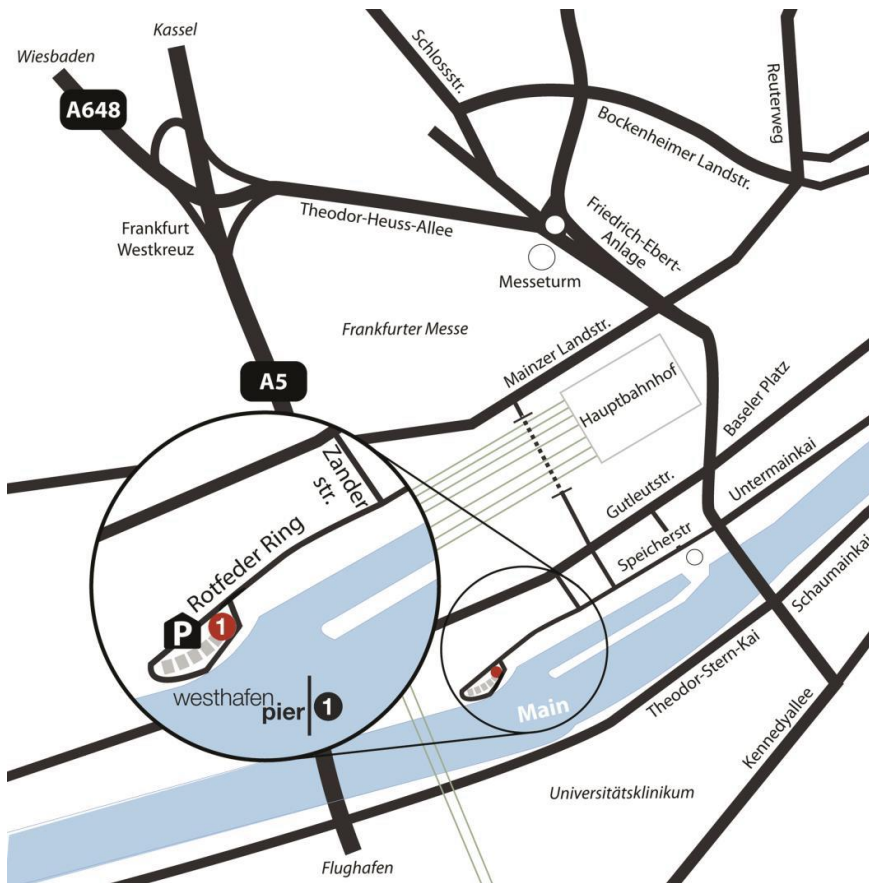 Kassel
Wiesbaden
A648
Schlossstr.
Reuterweg
Bockenheimer Landstr.
Frankfurt
Westkreuz
Theodor-Heuss-Allee
Friedrich-Ebert-
Anlage
Messeturm
Frankfurter Messe
A5
Mainzer Landstr.
Hauptbahnhof
Baseler Platz
Zander
str.
Gutleutstr.
Untermainkai
Speicherstr
Rotfeder Ring
P
1
Schaumainkai
Theodor-Stern-Kai
westhafen
pier 1
Main
Kennedyallee
Universitätsklinikum
Flughafen